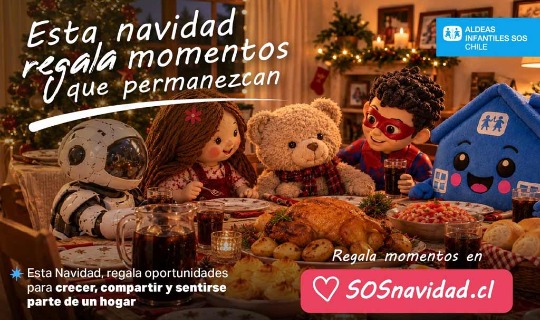 Esta navidad
regala momentos
que permanezcan
ALDEAS
INFANTILES SOS
CHILE
Esta Navidad, regala oportunidades
para crecer, compartir y sentirse
parte de un hogar
Regala momentos en
SOSnavidad.cl